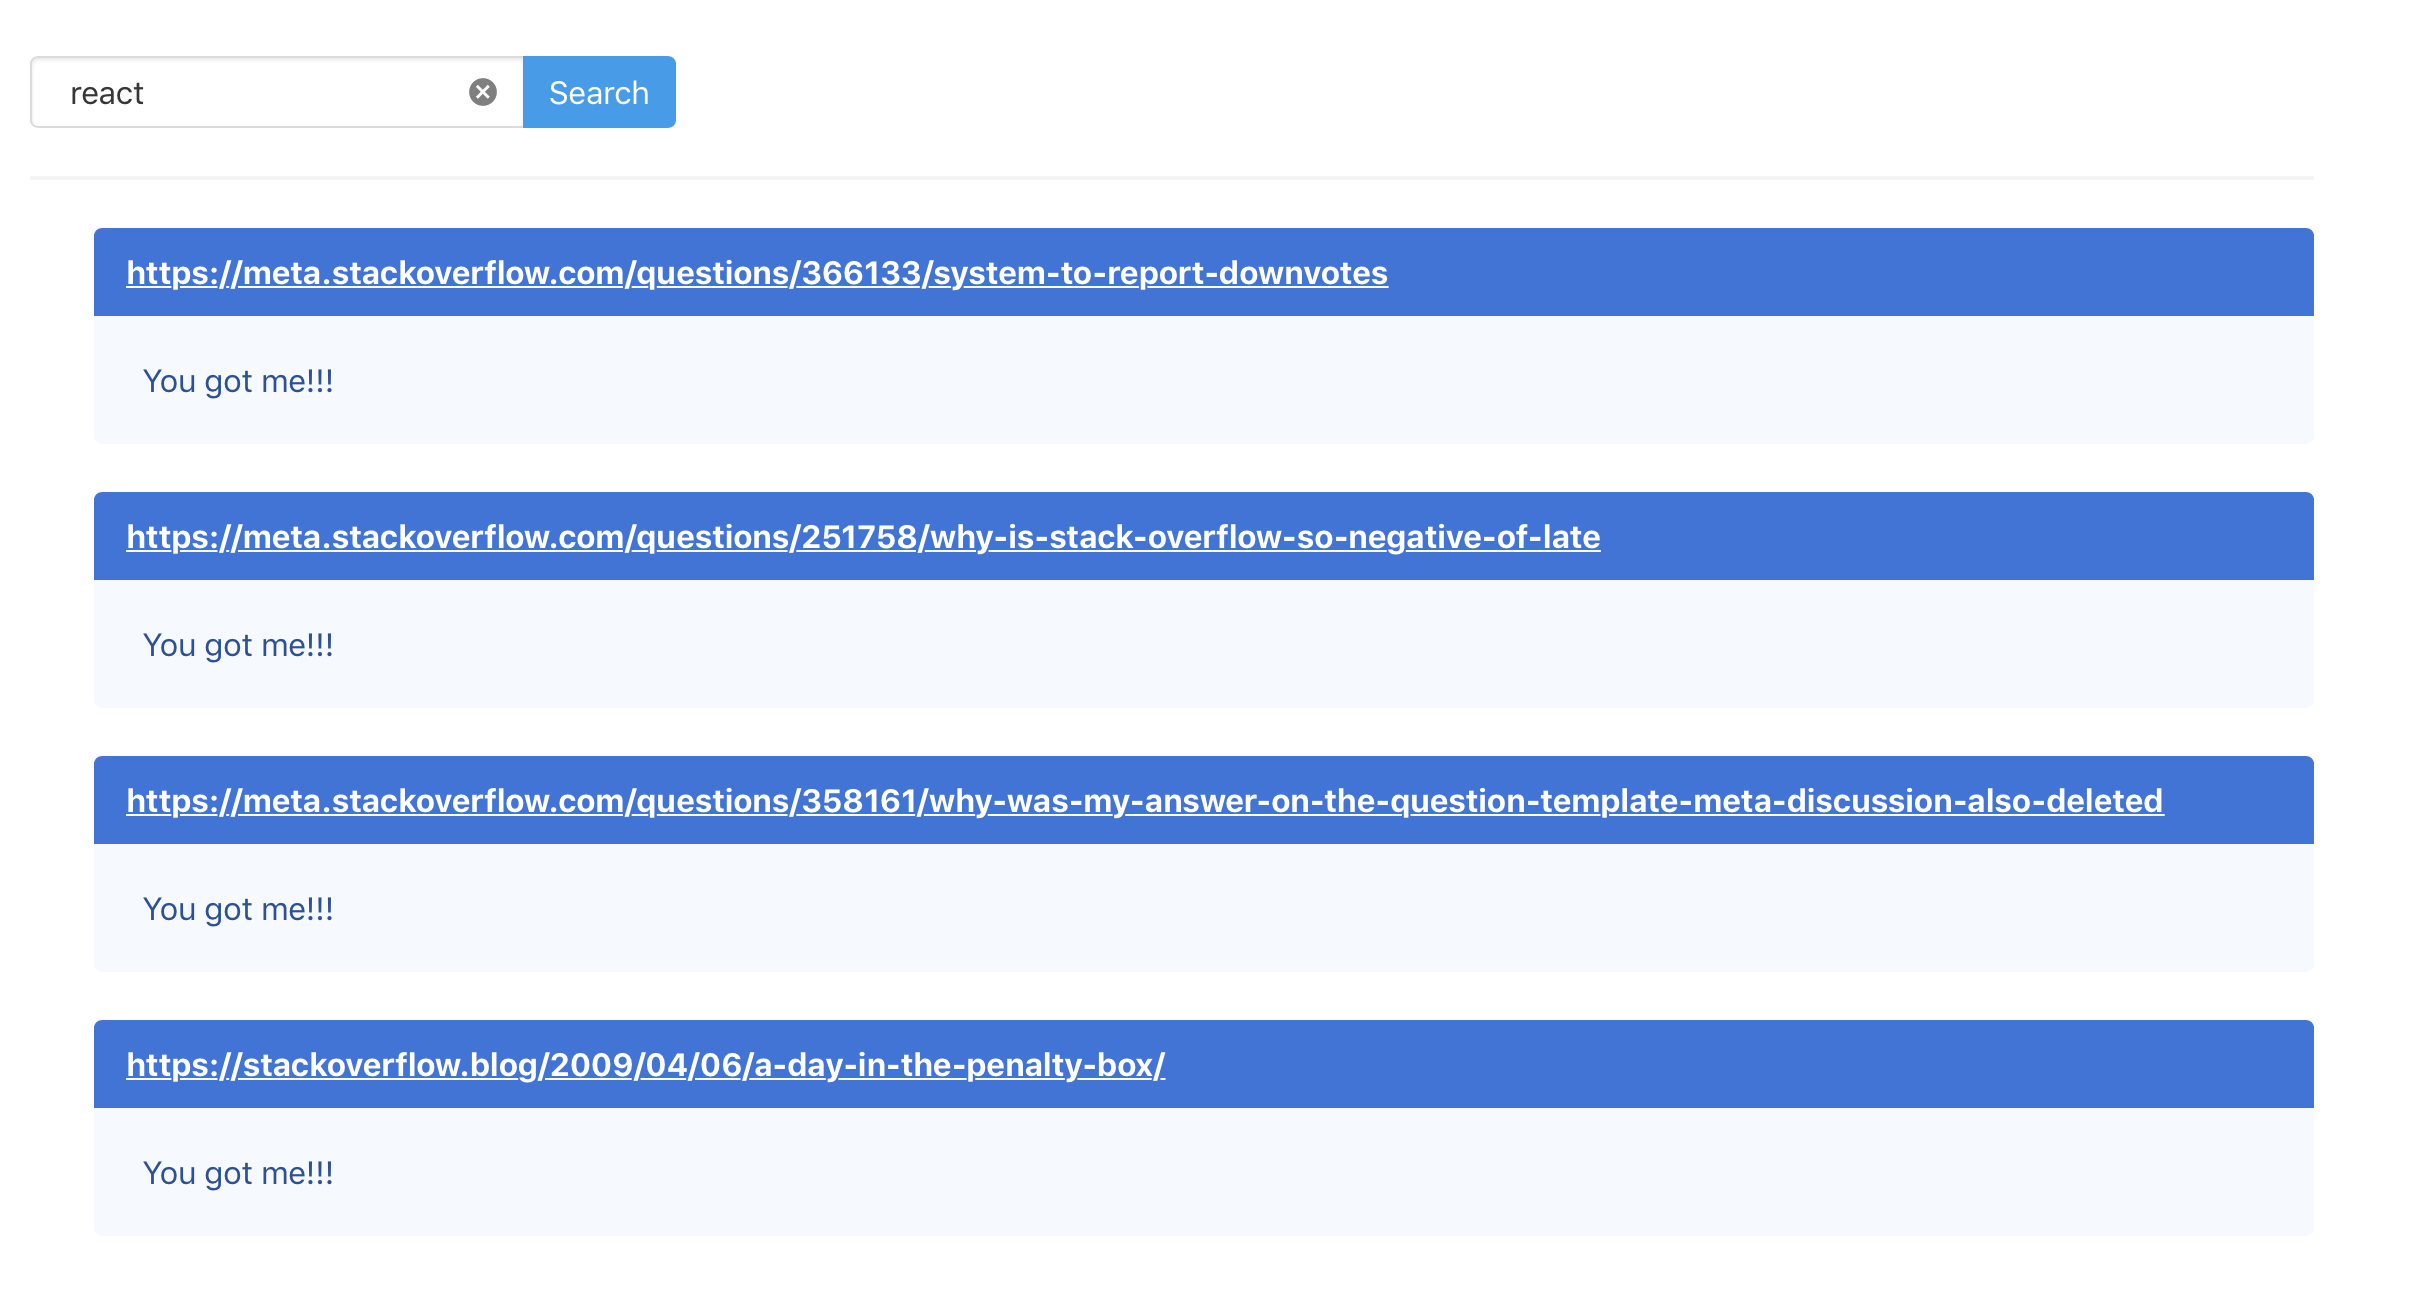 react
Search
https://meta.stackoverflow.com/questions/366133/system-to-report-downvotes
You got me!!!
https://meta.stackoverflow.com/questions/251758/why-is-stack-overflow-so-negative-of-late
You got me!!!
https://meta.stackoverflow.com/questions/358161/why-was-my-answer-on-the-question-template-meta-discussion-also-deleted
You got me!!!
https://stackoverflow.blog/2009/04/06/a-day-in-the-penalty-box/
You got me!!!